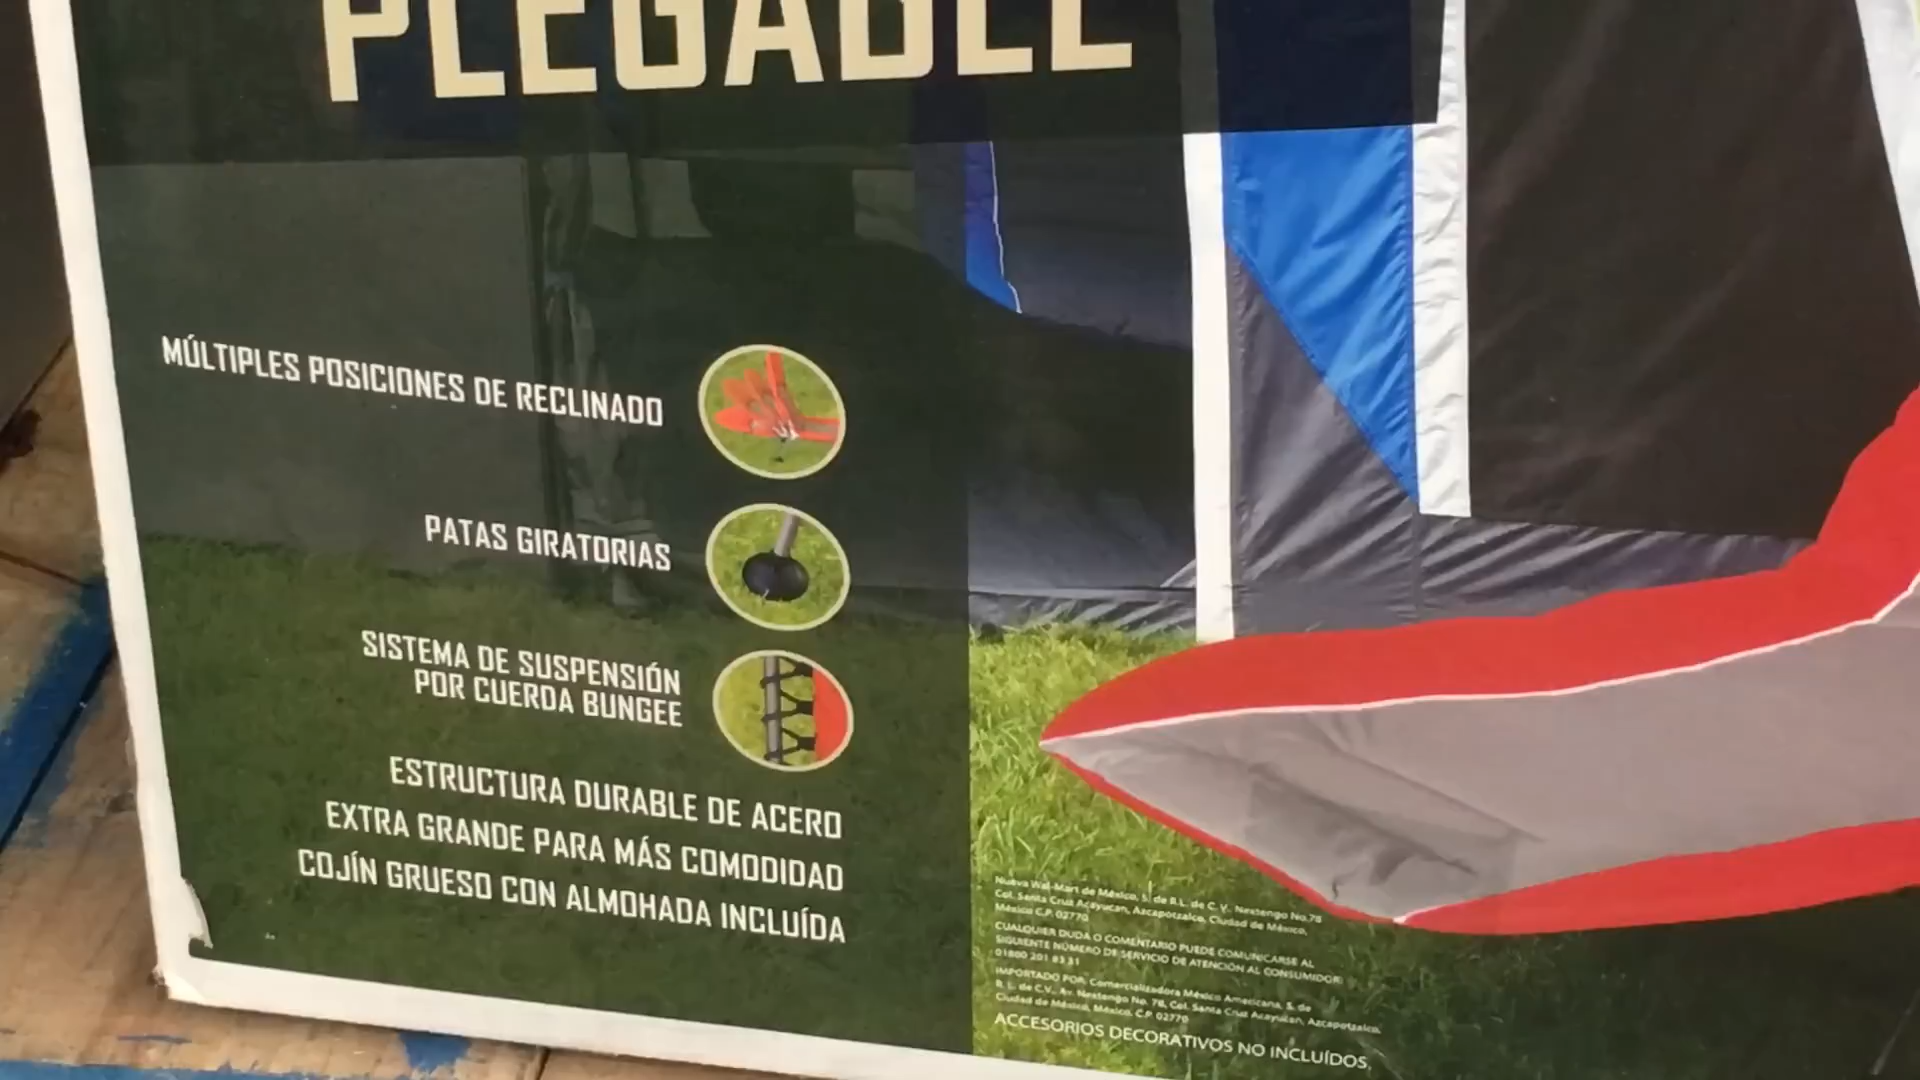 PLEGABLE
MÚLTIPLES POSICIONES DE RECLINADO
PATAS GIRATORIAS
SISTEMA DE SUSPENSIÓN
POR CUERDA BUNGEE
ESTRUCTURA DURABLE DE ACERO
EXTRA GRANDE PARA MÁS COMODIDAD
COJÍN GRUESO CON ALMOHADA INCLUÍDA
Nueva Wal-Mart de México, S. de R.L. de C.V. Nextengo No.78
Col. Santa Cruz Acayucan, Azcapotzalco, Ciudad de México,
México C.P. 02770
CUALQUIER DUDA O COMENTARIO PUEDE COMUNICARSE AL
SIGUIENTE NÚMERO DE SERVICIO DE ATENCIÓN AL CONSUMIDOR:
01800 201 83 31
IMPORTADO POR: Comercializadora México Americana, S. de
R. L. de C.V., Av. Nextengo No. 78, Col. Santa Cruz Acayucan, Azcapotzalco,
Ciudad de México, México, C.P. 02770
ACCESORIOS DECORATIVOS NO INCLUÍDOS.